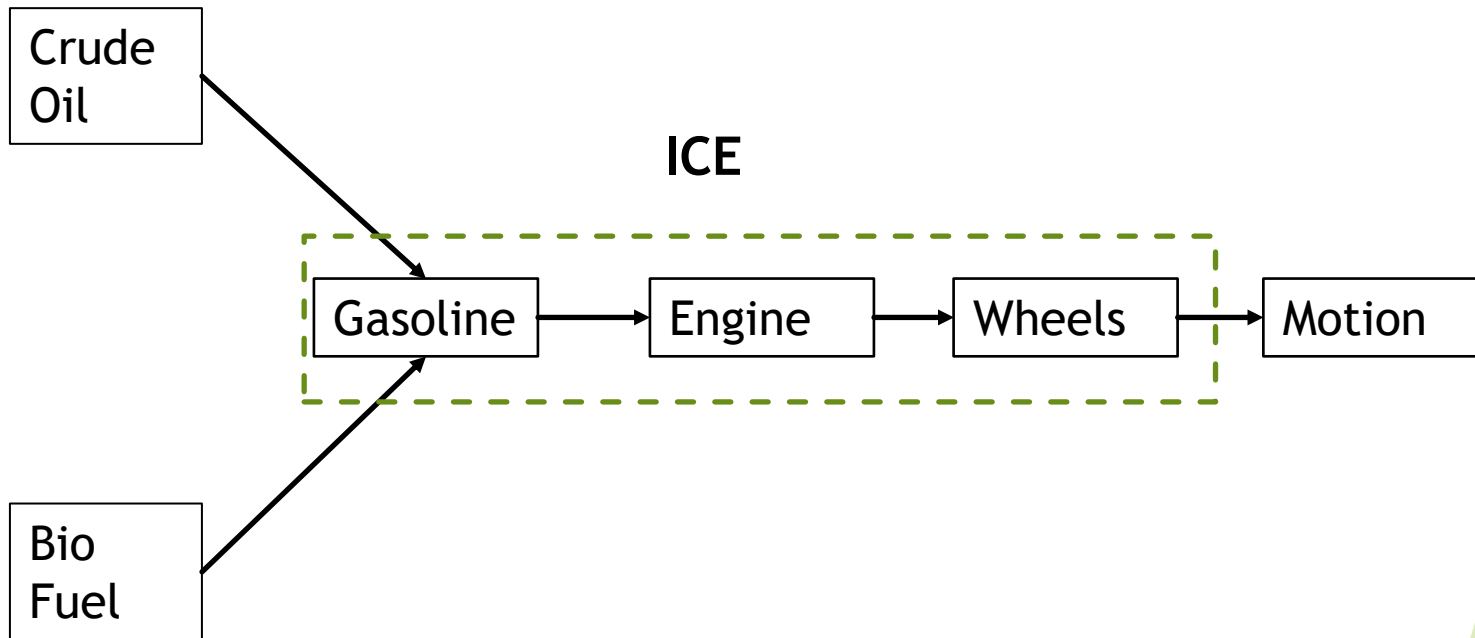 Crude
Oil
ICE
Gasoline
Engine
Wheels
Motion
Bio
Fuel